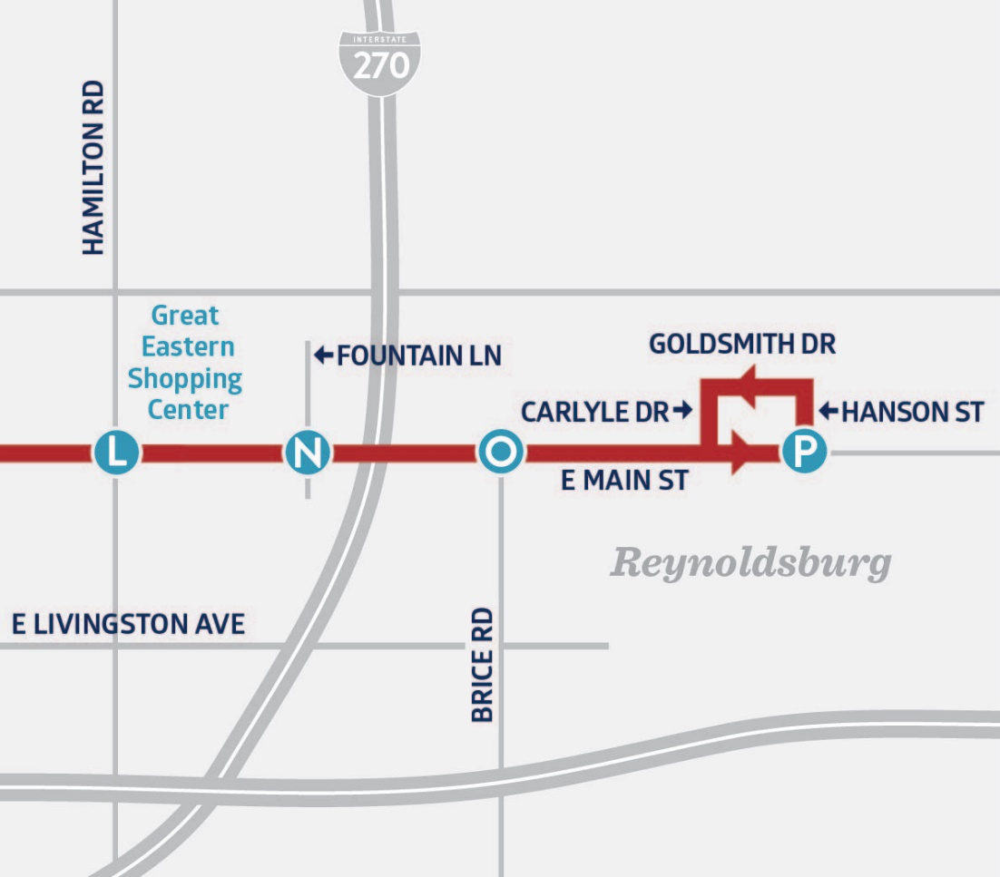 INTERSTATE
270
HAMILTON RD
Great
Eastern
Shopping
Center
←FOUNTAIN LN
GOLDSMITH DR
CARLYLE DR→
←HANSON ST
L
N
O
P
E MAIN ST
Reynoldsburg
E LIVINGSTON AVE
BRICE RD